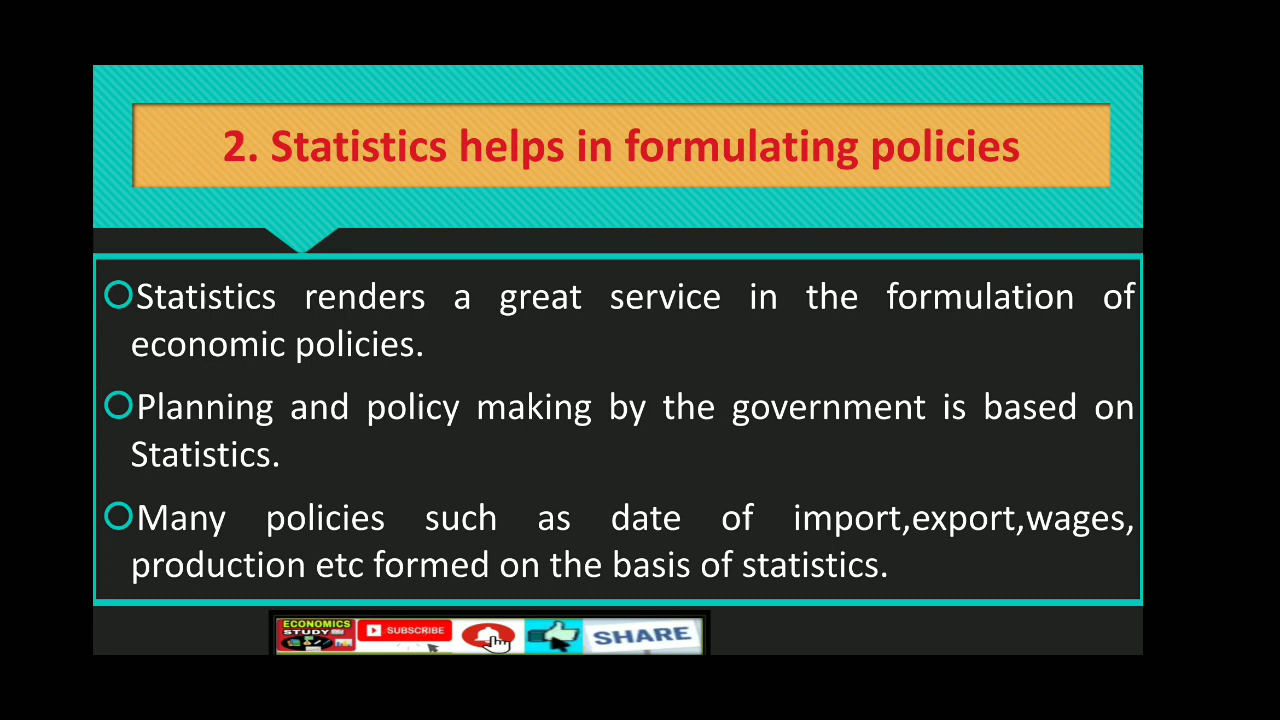 2. Statistics helps in formulating policies
Statistics renders a great service in the formulation of
economic policies.
Planning and policy making by the government is based on
Statistics.
Many policies such as date of import,export,wages,
production etc formed on the basis of statistics.
ECONOMICS
STUDY
SUBSCRIBE
SHARE